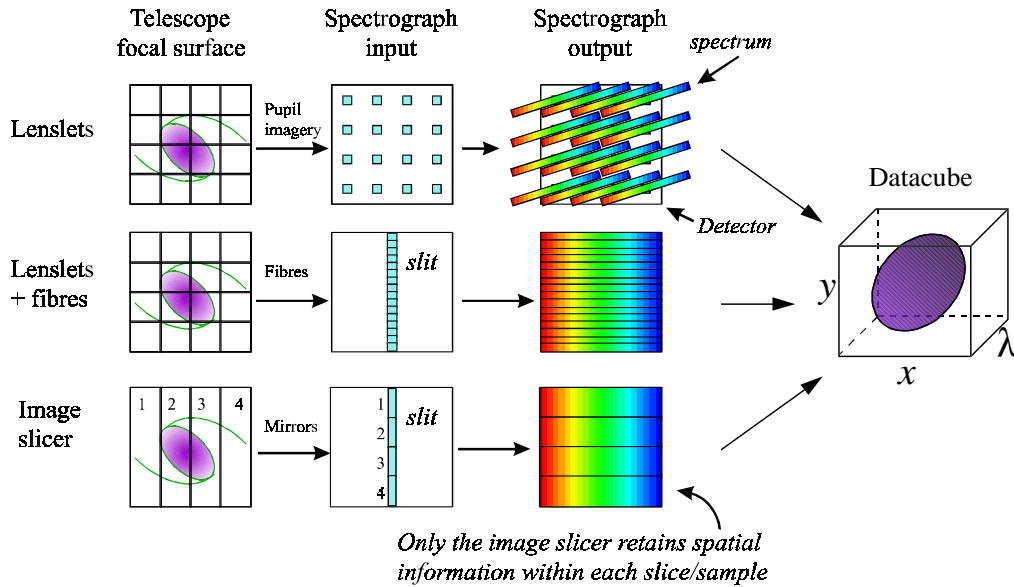 Telescope
focal surface
Spectrograph
input
Spectrograph
output
spectrum
Lenslets
Pupil
imagery
Detector
Datacube
Lenslets
+ fibres
Fibres
slit
y
x
λ
Image
slicer
1 2 3 4
Mirrors
1
2
3
4
slit
Only the image slicer retains spatial
information within each slice/sample